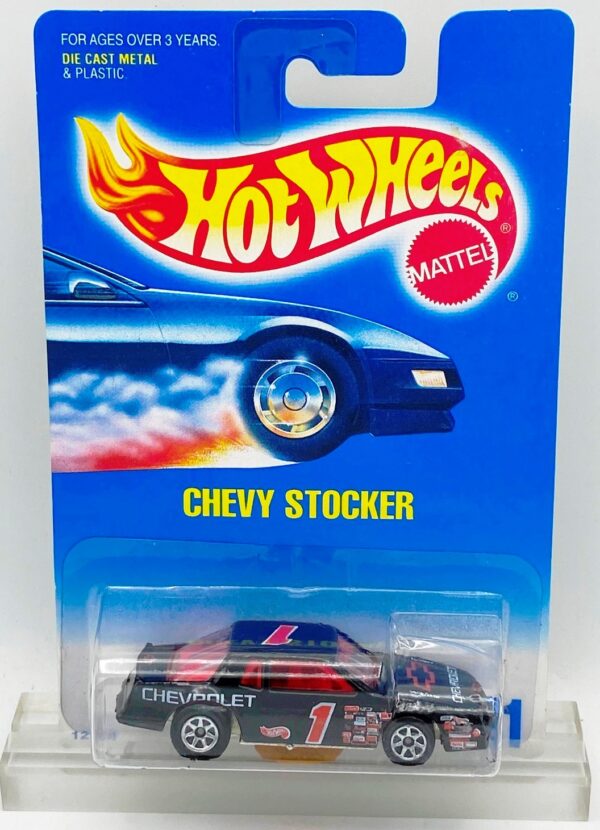 FOR AGES OVER 3 YEARS.
DIE CAST METAL
& PLASTIC
Hot Wheels
®
MATTEL
®
CHEVY STOCKER
1
CHEVROLET
1